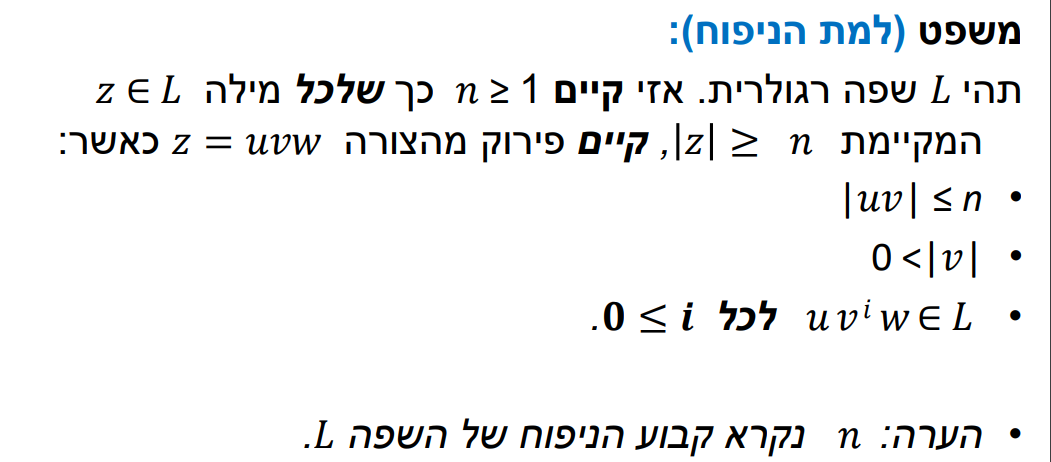 משפט (למת הניפוח):
תהי L שפה רגולרית. אזי קיים n ≥ 1 כך שלכל מילה z ∈ L
המקיימת |z| ≥ n, קיים פירוק מהצורה z = uvw כאשר:
• |uv| ≤ n
• 0 <|v|
• u vⁱ w ∈ L לכל 0 ≤ i.
• הערה: n נקרא קבוע הניפוח של השפה L.